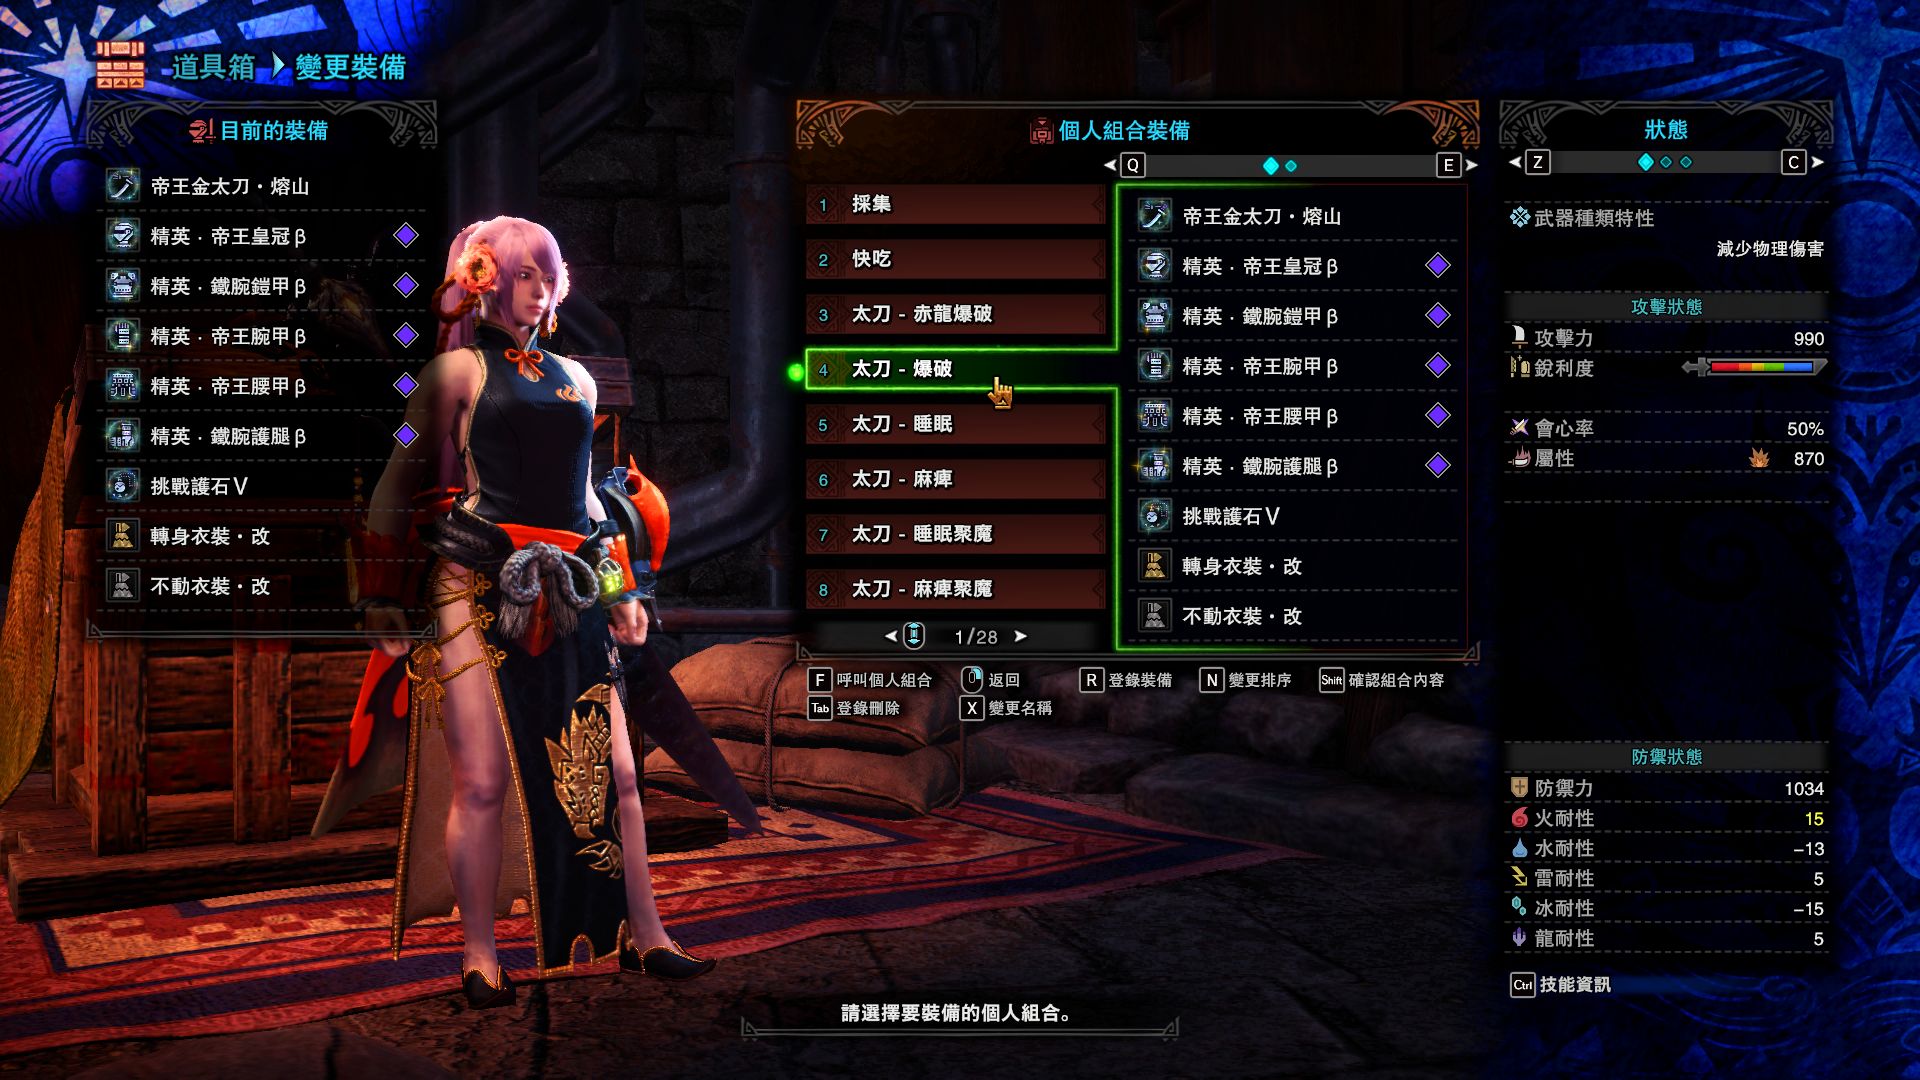 道具箱 變更裝備
目前的裝備
帝王金太刀・熔山
精英・帝王皇冠β
精英・鐵腕鎧甲β
精英・帝王腕甲β
精英・帝王腰甲β
精英・鐵腕護腿β
挑戰護石Ⅴ
轉身衣裝・改
不動衣裝・改
個人組合裝備
Q E
1 採集
2 快吃
3 太刀 - 赤龍爆破
4 太刀 - 爆破
5 太刀 - 睡眠
6 太刀 - 麻痺
7 太刀 - 睡眠聚魔
8 太刀 - 麻痺聚魔
1/28
帝王金太刀・熔山
精英・帝王皇冠β
精英・鐵腕鎧甲β
精英・帝王腕甲β
精英・帝王腰甲β
精英・鐵腕護腿β
挑戰護石Ⅴ
轉身衣裝・改
不動衣裝・改
F 呼叫個人組合 返回 R 登錄裝備 N 變更排序 Shift 確認組合內容
Tab 登錄刪除 X 變更名稱
狀態
Z C
武器種類特性
減少物理傷害
攻擊狀態
攻擊力 990
銳利度
會心率 50%
屬性 870
防禦狀態
防禦力 1034
火耐性 15
水耐性 -13
雷耐性 5
冰耐性 -15
龍耐性 5
Ctrl 技能資訊
請選擇要裝備的個人組合。